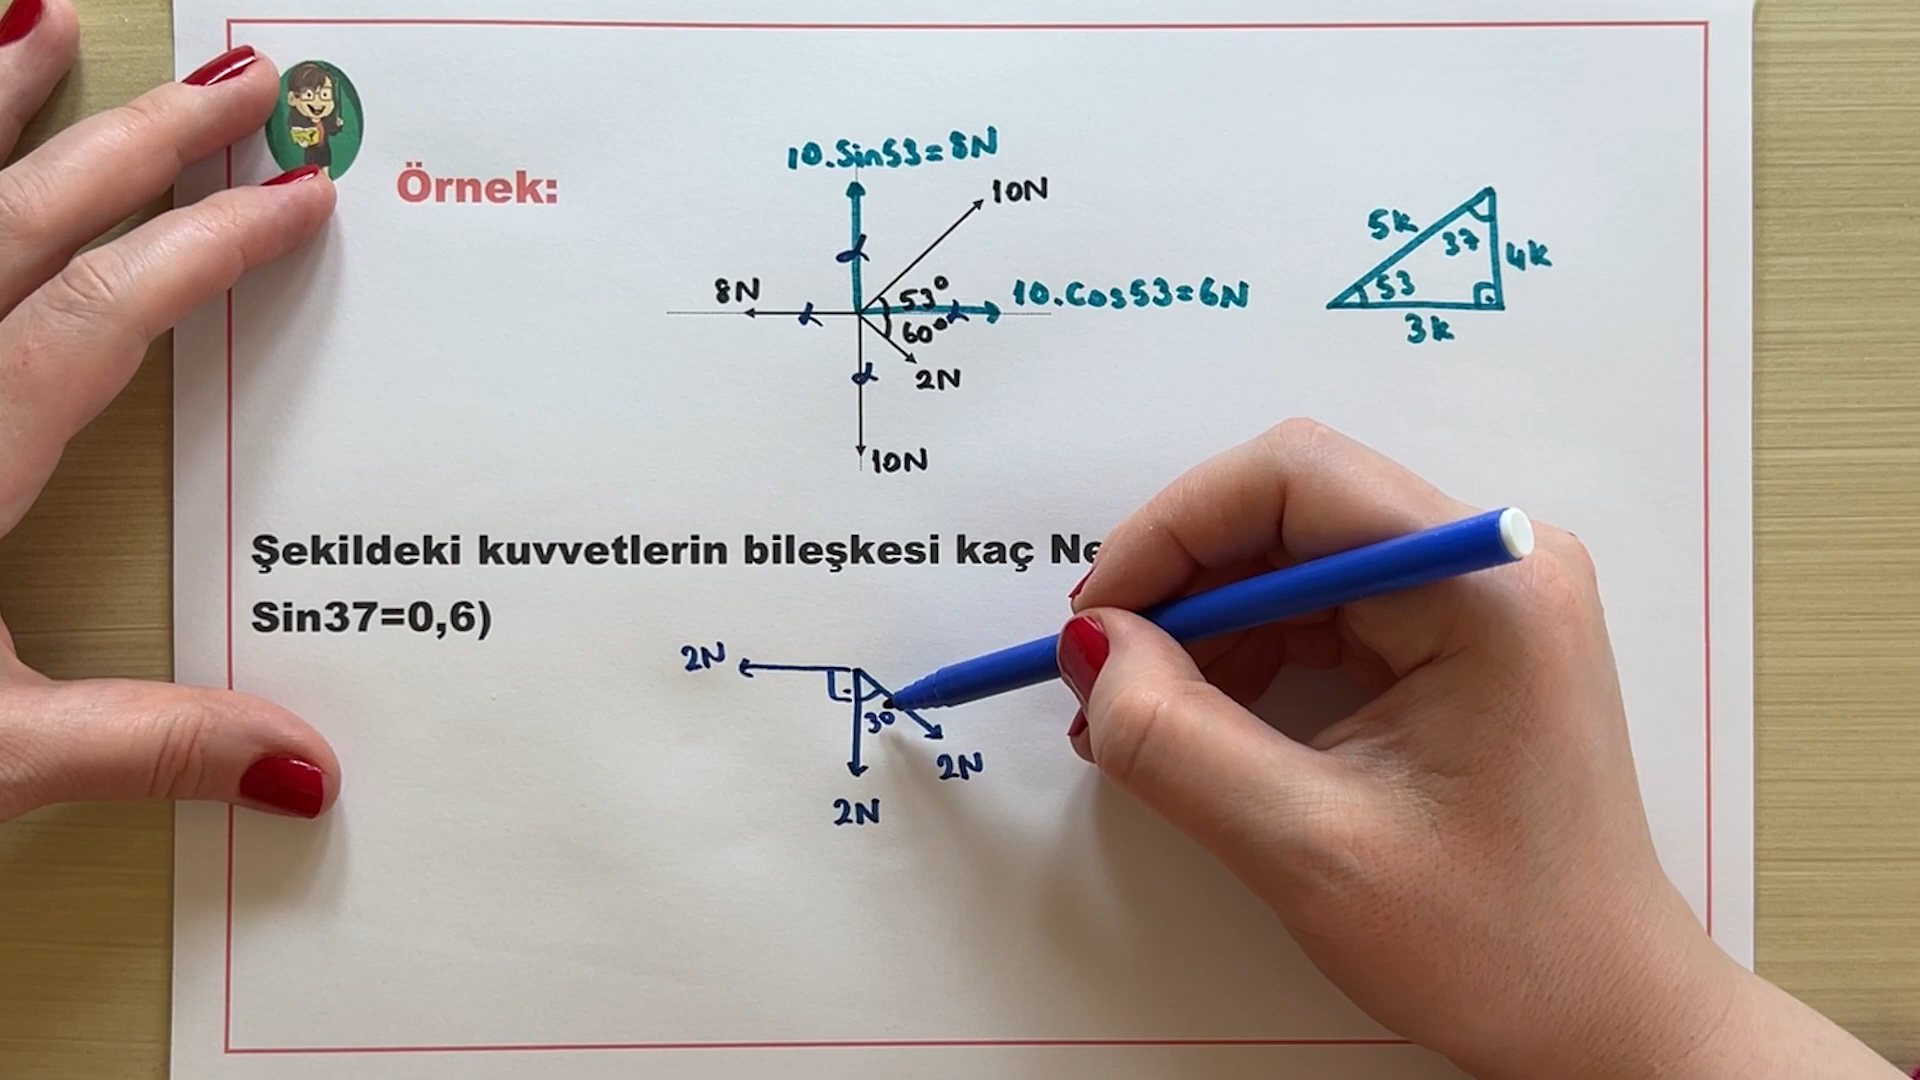 Örnek:
10.Sin53=8N
10N
8N
53°
10.Cos53=6N
60°
2N
10N
5k
37
4k
53
3k
Şekildeki kuvvetlerin bileşkesi kaç
Sin37=0,6)
2N
30
2N
2N